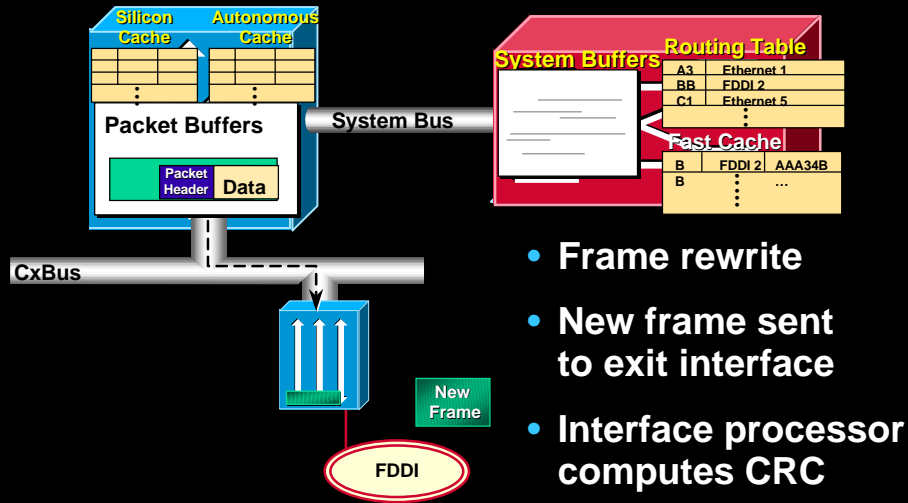 Silicon
Cache
Autonomous
Cache
Packet Buffers
Packet
Header
Data
System Bus
System Buffers
Routing Table
A3 Ethernet 1
BB FDDI 2
C1 Ethernet 5
Fast Cache
B FDDI 2 AAA34B
B ...
CxBus
New
Frame
FDDI
• Frame rewrite
• New frame sent
to exit interface
• Interface processor
computes CRC